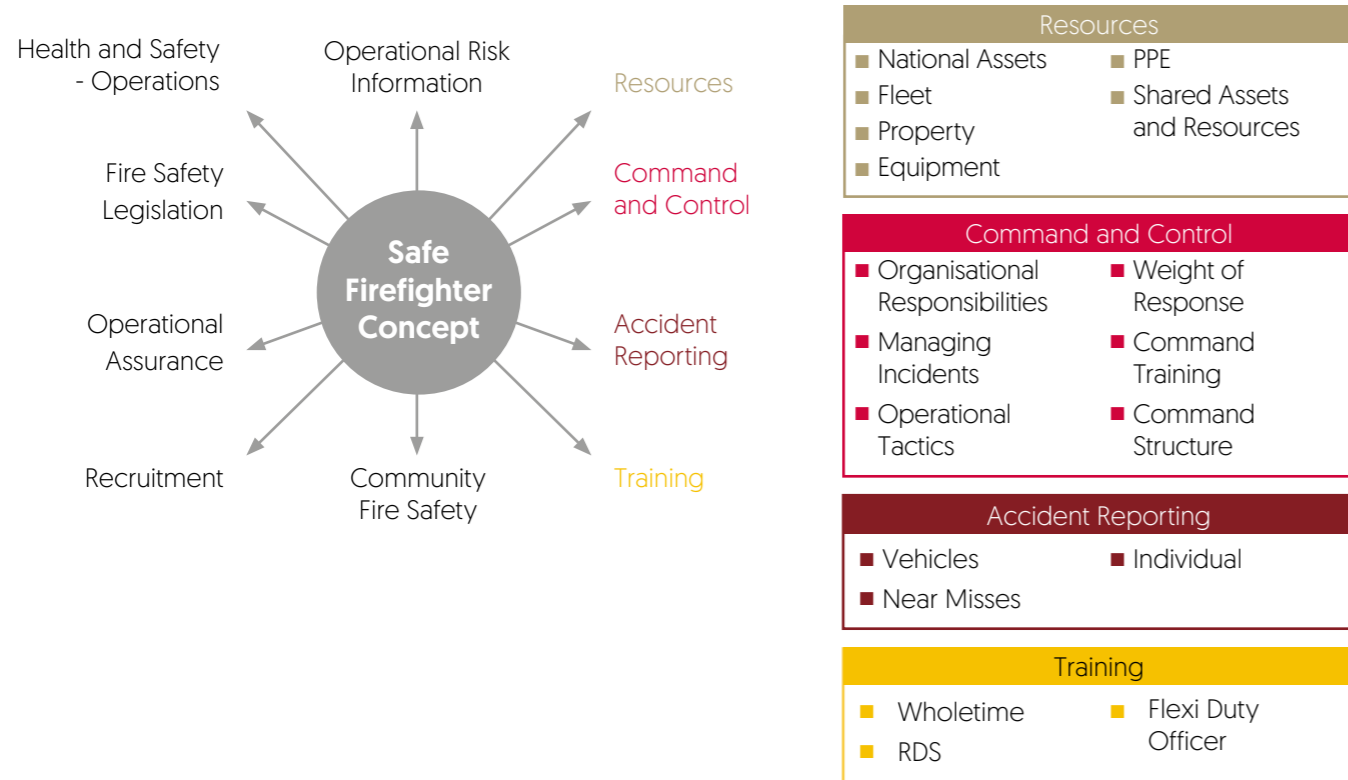 Health and Safety
- Operations
Operational Risk
Information
Resources
Fire Safety
Legislation
Command
and Control
Safe
Firefighter
Concept
Operational
Assurance
Accident
Reporting
Recruitment
Community
Fire Safety
Training
Resources
National Assets
Fleet
Property
Equipment
PPE
Shared Assets
and Resources
Command and Control
Organisational
Responsibilities
Managing
Incidents
Operational
Tactics
Weight of
Response
Command
Training
Command
Structure
Accident Reporting
Vehicles
Near Misses
Individual
Training
Wholetime
RDS
Flexi Duty
Officer